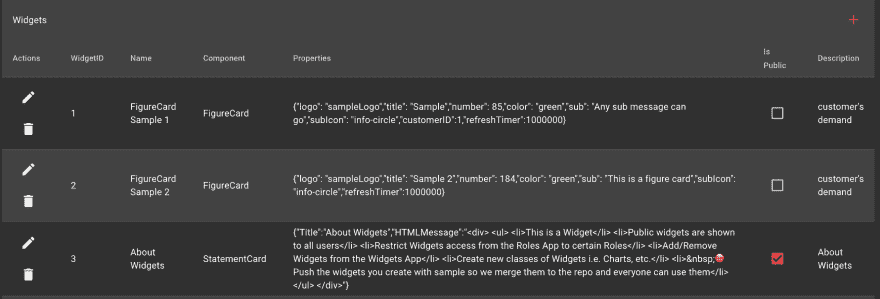 Widgets
Actions WidgetID Name Component Properties Is Public Description
1 FigureCard Sample 1 FigureCard {"logo": "sampleLogo","title": "Sample","number": 85,"color": "green","sub": "Any sub message can
go","subIcon": "info-circle","customerID":1,"refreshTimer":1000000} customer's demand
2 FigureCard Sample 2 FigureCard {"logo": "sampleLogo","title": "Sample 2","number": 184,"color": "green","sub": "This is a figure card","subIcon":
"info-circle","refreshTimer":1000000} customer's demand
3 About Widgets StatementCard {"Title":"About Widgets","HTMLMessage":"<div> <ul> <li>This is a Widget</li> <li>Public widgets are shown
to all users</li> <li>Restrict Widgets access from the Roles App to certain Roles</li> <li>Add/Remove
Widgets from the Widgets App</li> <li>Create new classes of Widgets i.e. Charts, etc.</li> <li>&nbsp;
Push the widgets you create with sample so we merge them to the repo and everyone can use them</li>
</ul> </div>"} About Widgets